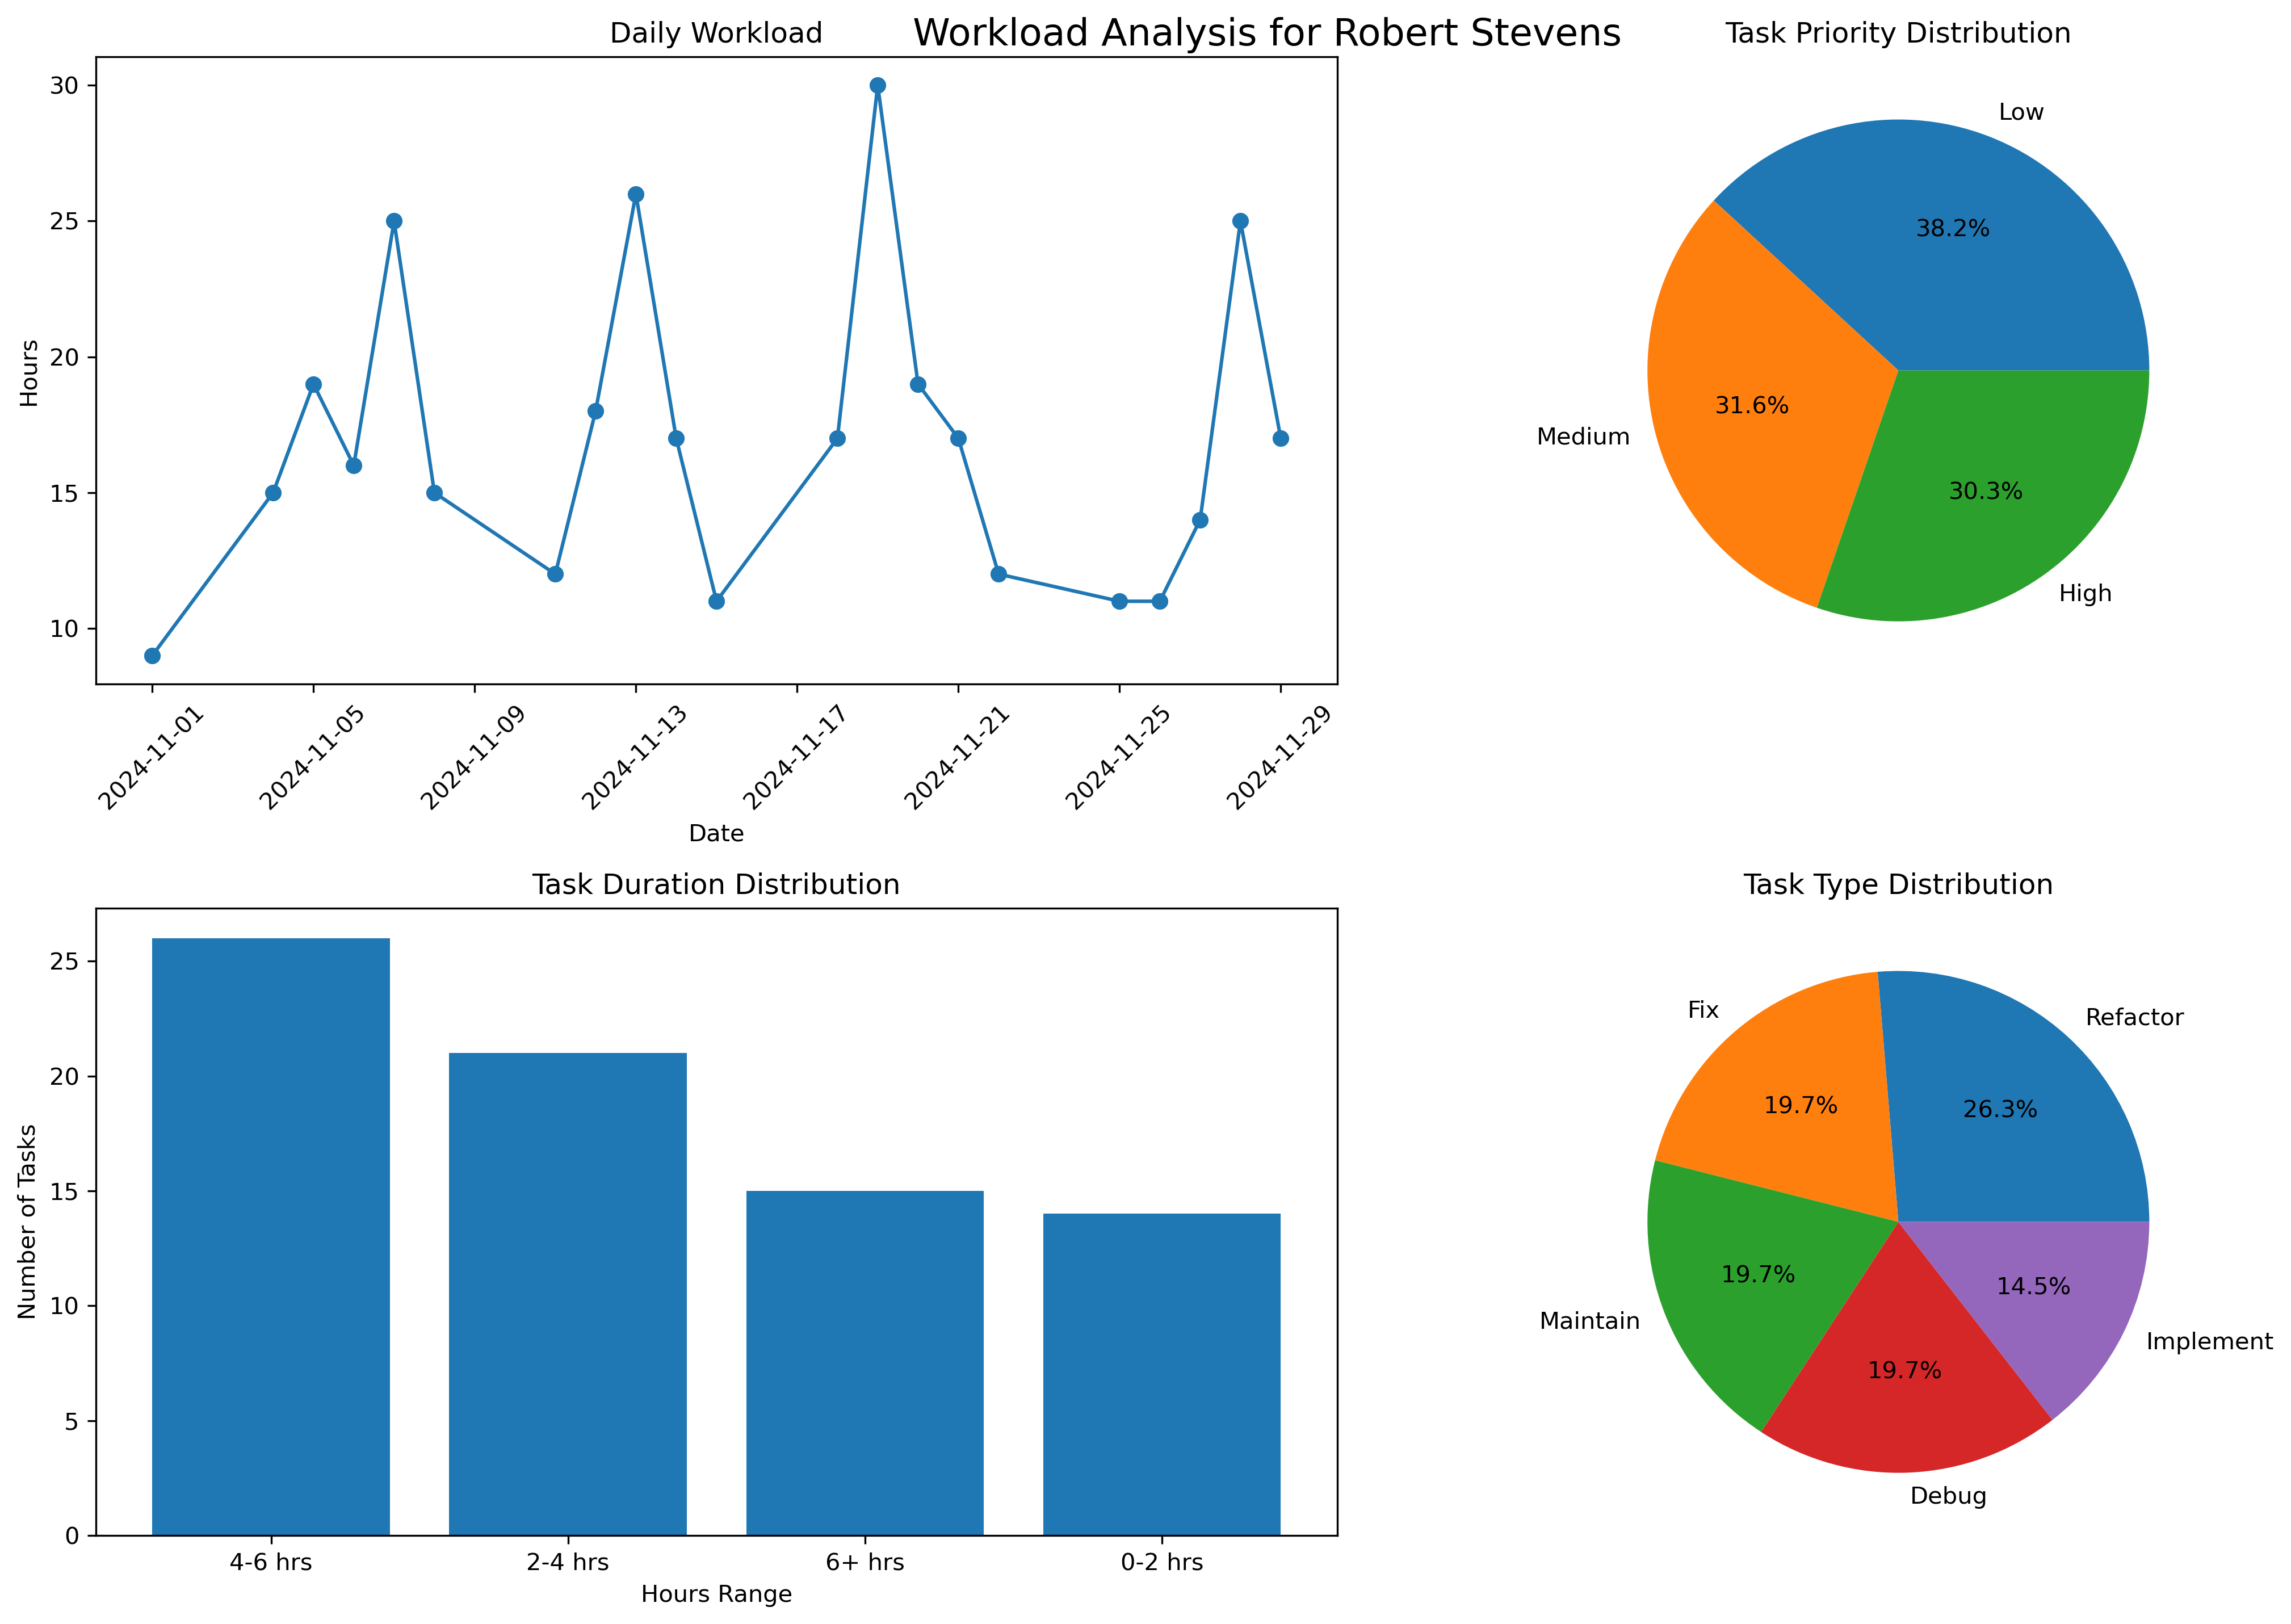 Workload Analysis for Robert Stevens
Daily Workload
Hours
30
25
20
15
10
2024-11-01
2024-11-05
2024-11-09
2024-11-13
2024-11-17
2024-11-21
2024-11-25
2024-11-29
Date
Task Priority Distribution
Low
38.2%
Medium
31.6%
High
30.3%
Task Duration Distribution
Number of Tasks
25
20
15
10
5
0
4-6 hrs
2-4 hrs
6+ hrs
0-2 hrs
Hours Range
Task Type Distribution
Refactor
26.3%
Fix
19.7%
Maintain
19.7%
Debug
19.7%
Implement
14.5%